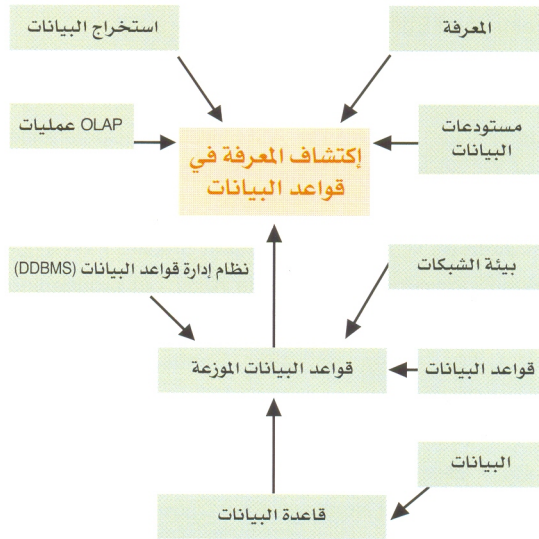 المعرفة
استخراج البيانات
مستودعات
البيانات
OLAP عمليات
إكتشاف المعرفة في
قواعد البيانات
بيئة الشبكات
نظام إدارة قواعد البيانات (DDBMS)
قواعد البيانات
قواعد البيانات الموزعة
البيانات
قاعدة البيانات